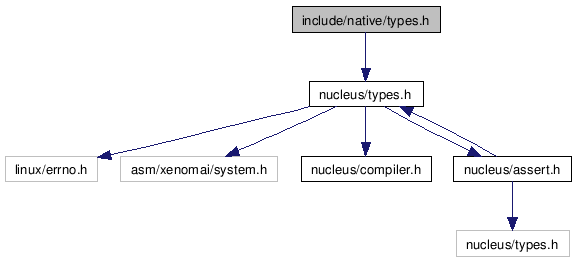 include/native/types.h
nucleus/types.h
linux/errno.h
asm/xenomai/system.h
nucleus/compiler.h
nucleus/assert.h
nucleus/types.h